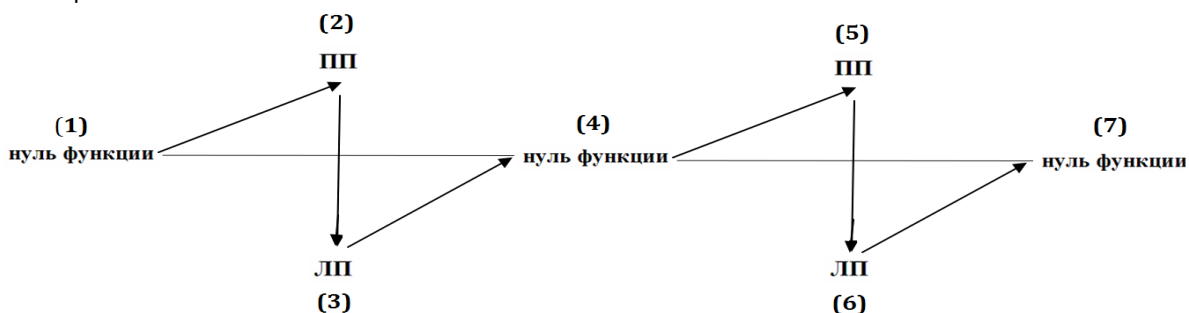 (2)
ПП
(5)
ПП
(1)
нуль функции
(4)
нуль функции
(7)
нуль функции
ЛП
(3)
ЛП
(6)